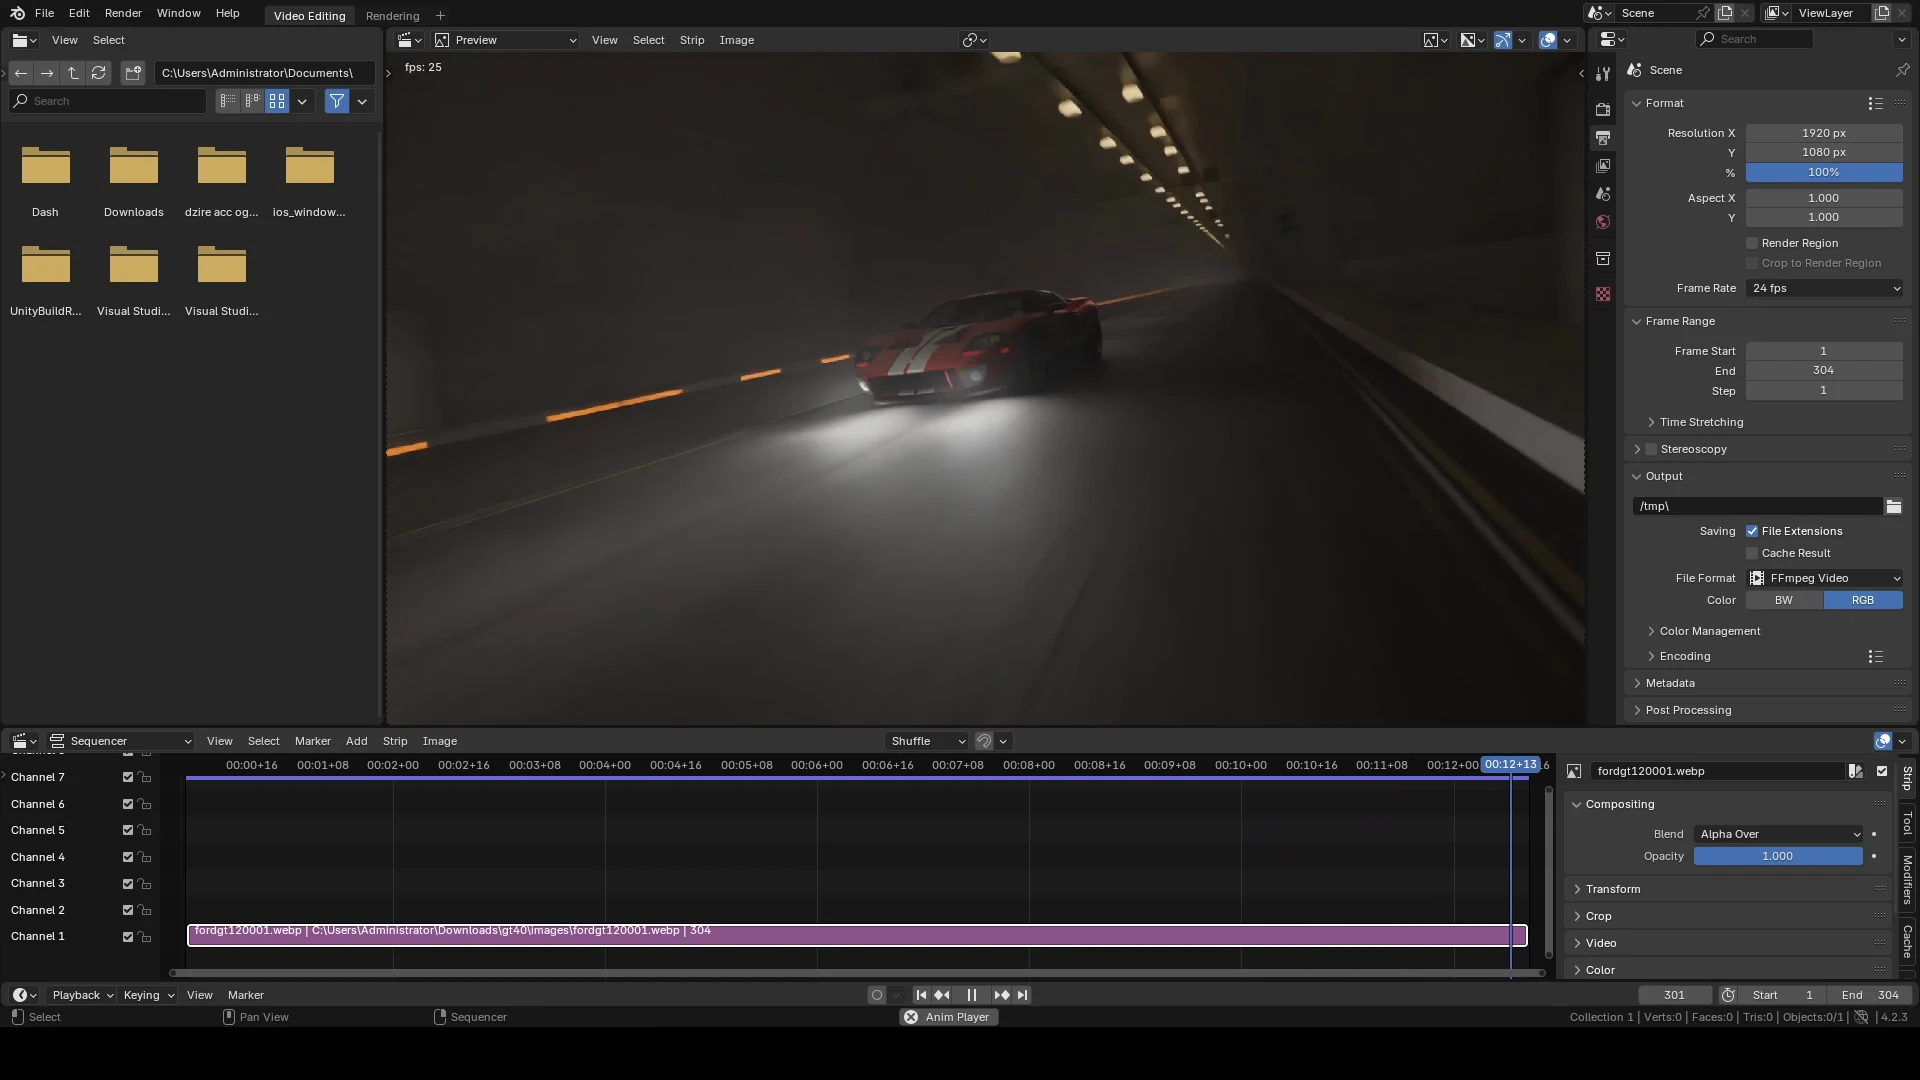 File Edit Render Window Help Video Editing Rendering + Scene ViewLayer
View Select Preview View Select Strip Image Search
C:\Users\Administrator\Documents\
Search
fps: 25
Dash Downloads dzire acc og... ios_window...
UnityBuildR... Visual Studi... Visual Studi...
Scene
Format
Resolution X 1920 px
Y 1080 px
% 100%
Aspect X 1.000
Y 1.000
Render Region
Crop to Render Region
Frame Rate 24 fps
Frame Range
Frame Start 1
End 304
Step 1
Time Stretching
Stereoscopy
Output
/tmp\
Saving File Extensions
Cache Result
File Format FFmpeg Video
Color BW RGB
Color Management
Encoding
Metadata
Post Processing
Sequencer View Select Marker Add Strip Image Shuffle
00:00+16 00:01+08 00:02+00 00:02+16 00:03+08 00:04+00 00:04+16 00:05+08 00:06+00 00:06+16 00:07+08 00:08+00 00:08+16 00:09+08 00:10+00 00:10+16 00:11+08 00:12+00 00:12+13
Channel 7
Channel 6
Channel 5
Channel 4
Channel 3
Channel 2
Channel 1
fordgt120001.webp | C:\Users\Administrator\Downloads\gt40\images\fordgt120001.webp | 304
fordgt120001.webp
Compositing
Blend Alpha Over
Opacity 1.000
Transform
Crop
Video
Color
Strip
Tool
Modifiers
Cache
Playback Keying View Marker 301 Start 1 End 304
Select Pan View Sequencer Anim Player Collection 1 | Verts:0 | Faces:0 | Tris:0 | Objects:0/1 | 4.2.3